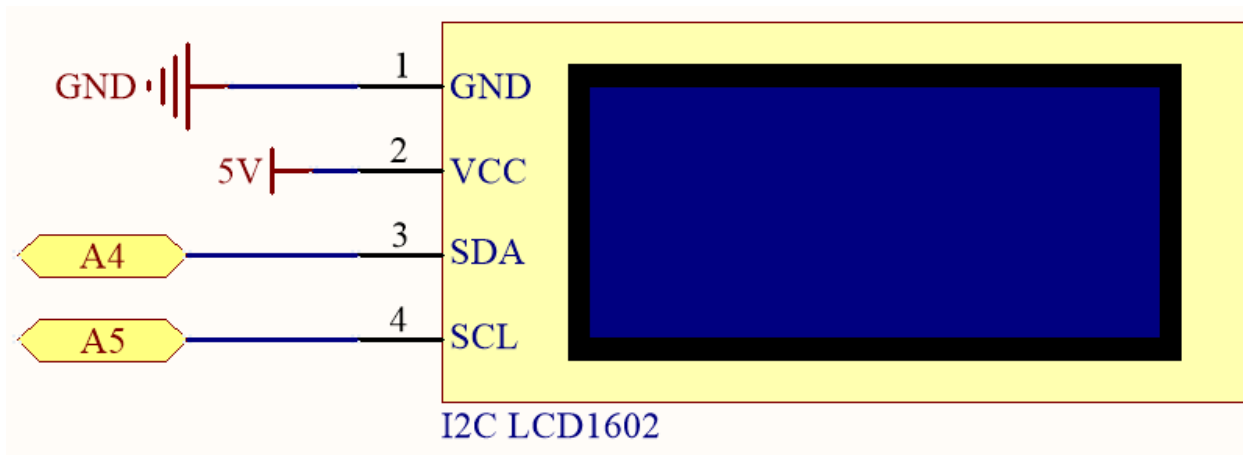 GND 1 GND
5V 2 VCC
A4 3 SDA
A5 4 SCL
I2C LCD1602